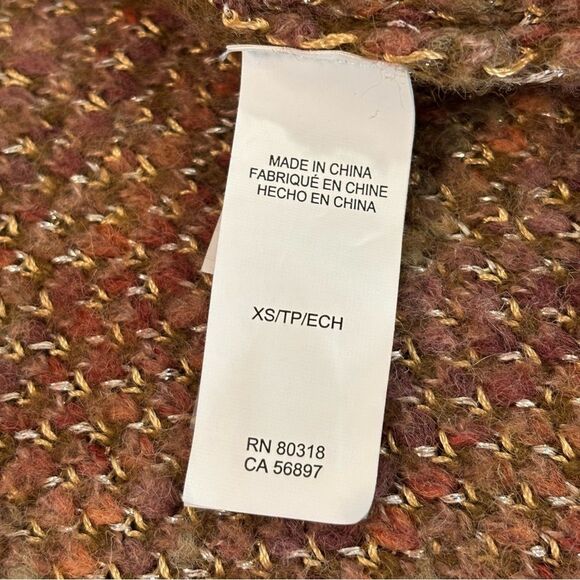 MADE IN CHINA
FABRIQUÉ EN CHINE
HECHO EN CHINA
XS/TP/ECH
RN 80318
CA 56897